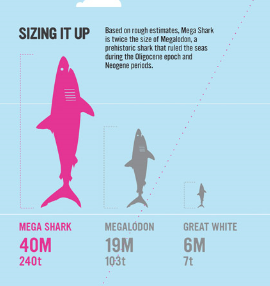 SIZING IT UP
Based on rough estimates, Mega Shark
is twice the size of Megalodon, a
prehistoric shark that ruled the seas
during the Oligocene epoch and
Neogene periods.
MEGA SHARK
40M
240t
MEGALODON
19M
103t
GREAT WHITE
6M
7t